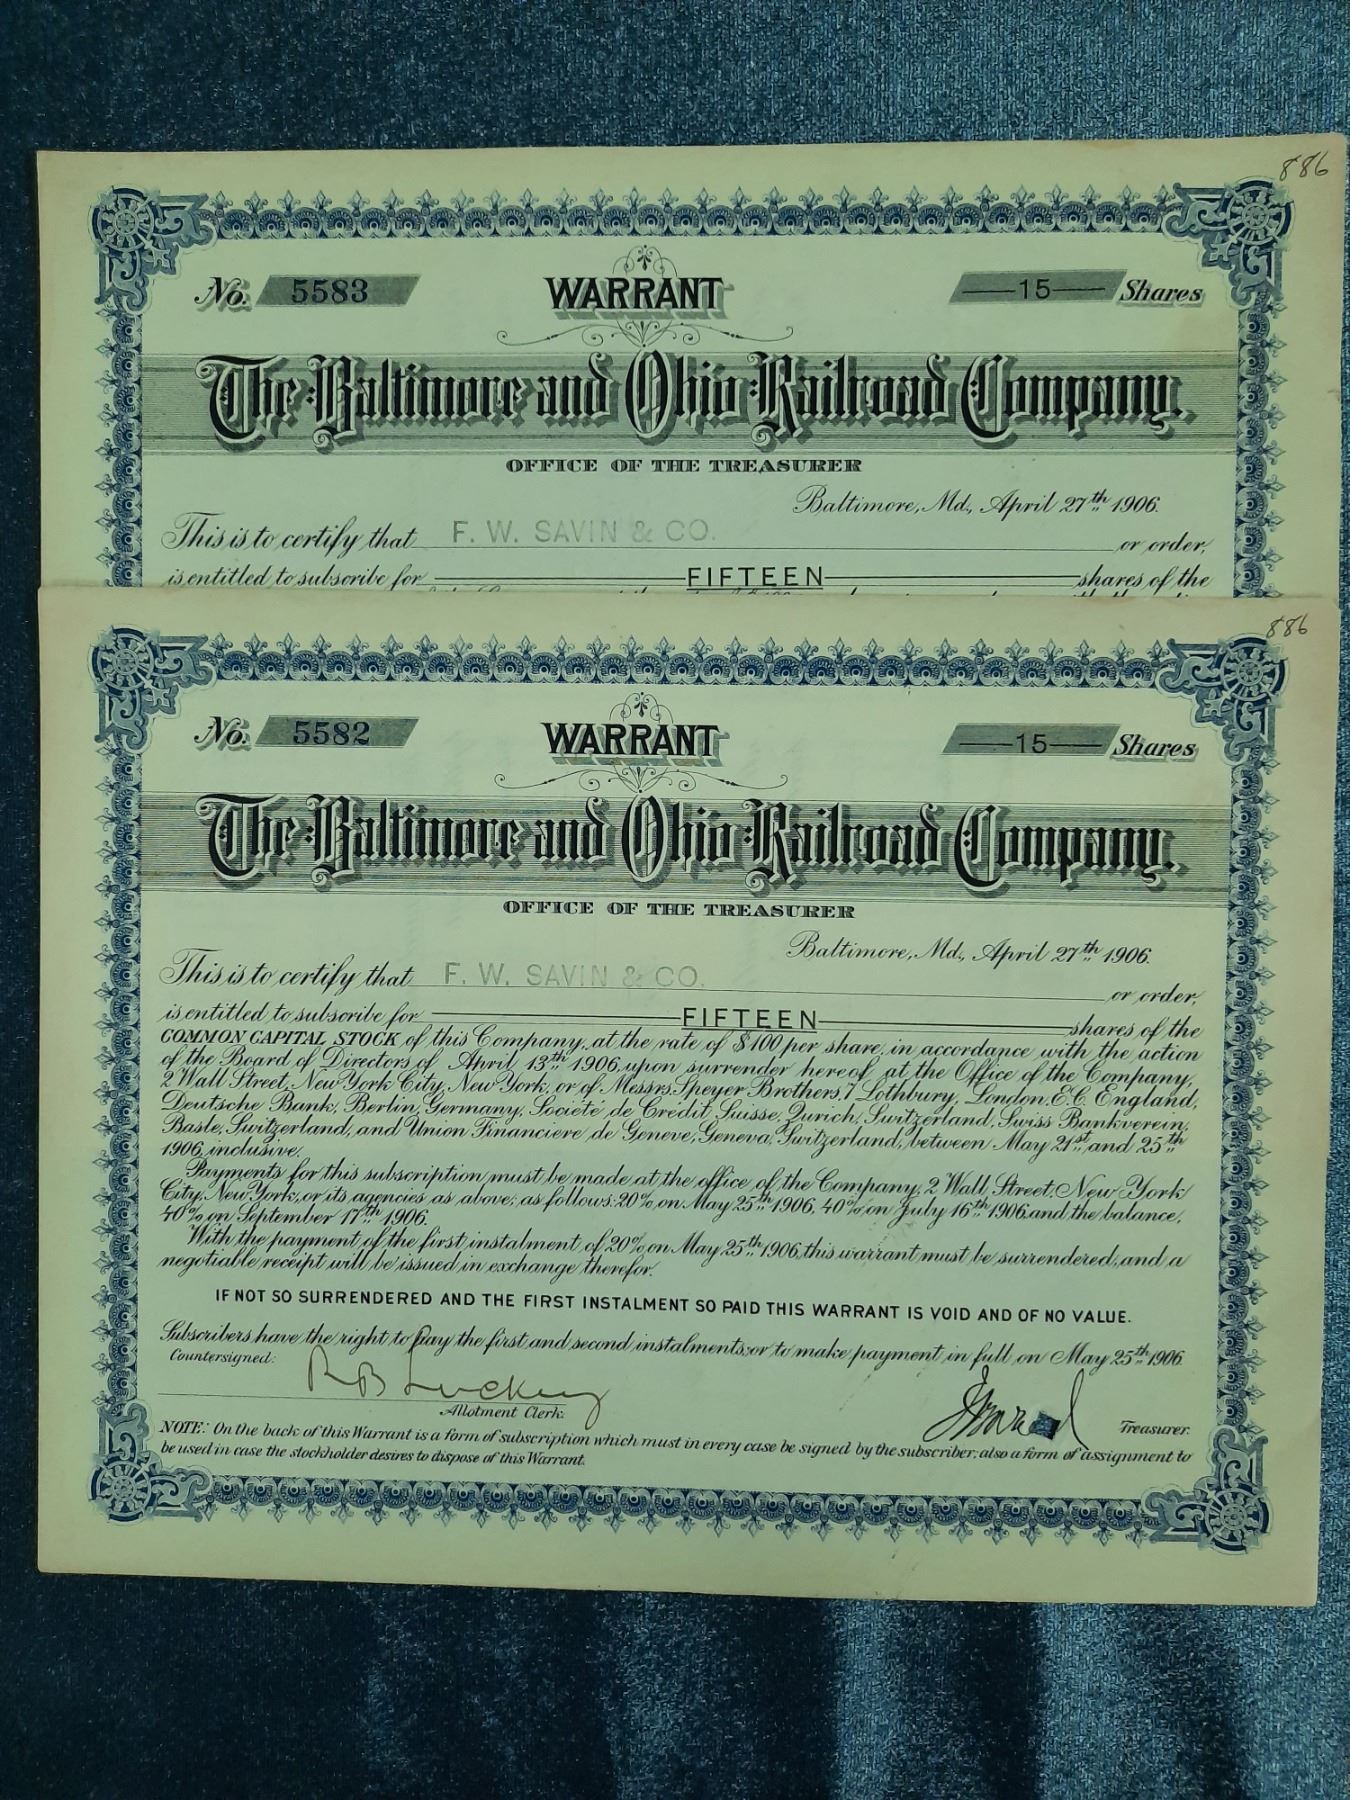 886
No. 5583 WARRANT 15 Shares
The Baltimore and Ohio Railroad Company.
OFFICE OF THE TREASURER
Baltimore, Md., April 27th 1906.
This is to certify that F. W. SAVIN & CO. or order,
is entitled to subscribe for FIFTEEN shares of the
886
No. 5582 WARRANT 15 Shares
The Baltimore and Ohio Railroad Company.
OFFICE OF THE TREASURER
Baltimore, Md., April 27th 1906.
This is to certify that F. W. SAVIN & CO. or order,
is entitled to subscribe for FIFTEEN shares of the
COMMON CAPITAL STOCK of this Company, at the rate of $100 per share, in accordance with the action
of the Board of Directors of April 13th 1906, upon surrender hereof at the Office of the Company,
2 Wall Street, New York City, New York, or of Messrs. Speyer Brothers, 7 Lothbury, London, E.C. England,
Deutsche Bank, Berlin, Germany, Société de Crédit Suisse, Zurich, Switzerland, Swiss Bankverein,
Basle, Switzerland, and Union Financiere de Geneve, Geneva, Switzerland, between May 21st and 25th
1906, inclusive.
Payments for this subscription must be made at the office of the Company, 2 Wall Street, New York
City, New York, or its agencies as above, as follows: 20% on May 25th 1906, 40% on July 16th 1906 and the balance,
40% on September 17th 1906.
With the payment of the first instalment of 20% on May 25th 1906, this warrant must be surrendered, and a
negotiable receipt will be issued in exchange therefor.
IF NOT SO SURRENDERED AND THE FIRST INSTALMENT SO PAID THIS WARRANT IS VOID AND OF NO VALUE.
Subscribers have the right to pay the first and second instalments, or to make payment in full on May 25th 1906
Countersigned:
R B Luckey
Allotment Clerk. Treasurer.
NOTE: On the back of this Warrant is a form of subscription which must in every case be signed by the subscriber; also a form of assignment to
be used in case the stockholder desires to dispose of this Warrant.